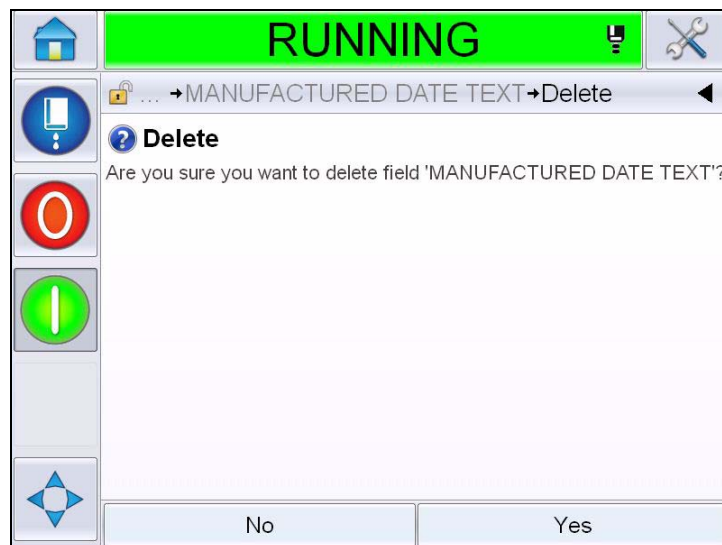 RUNNING
... →MANUFACTURED DATE TEXT→Delete
Delete
Are you sure you want to delete field 'MANUFACTURED DATE TEXT'?
No
Yes